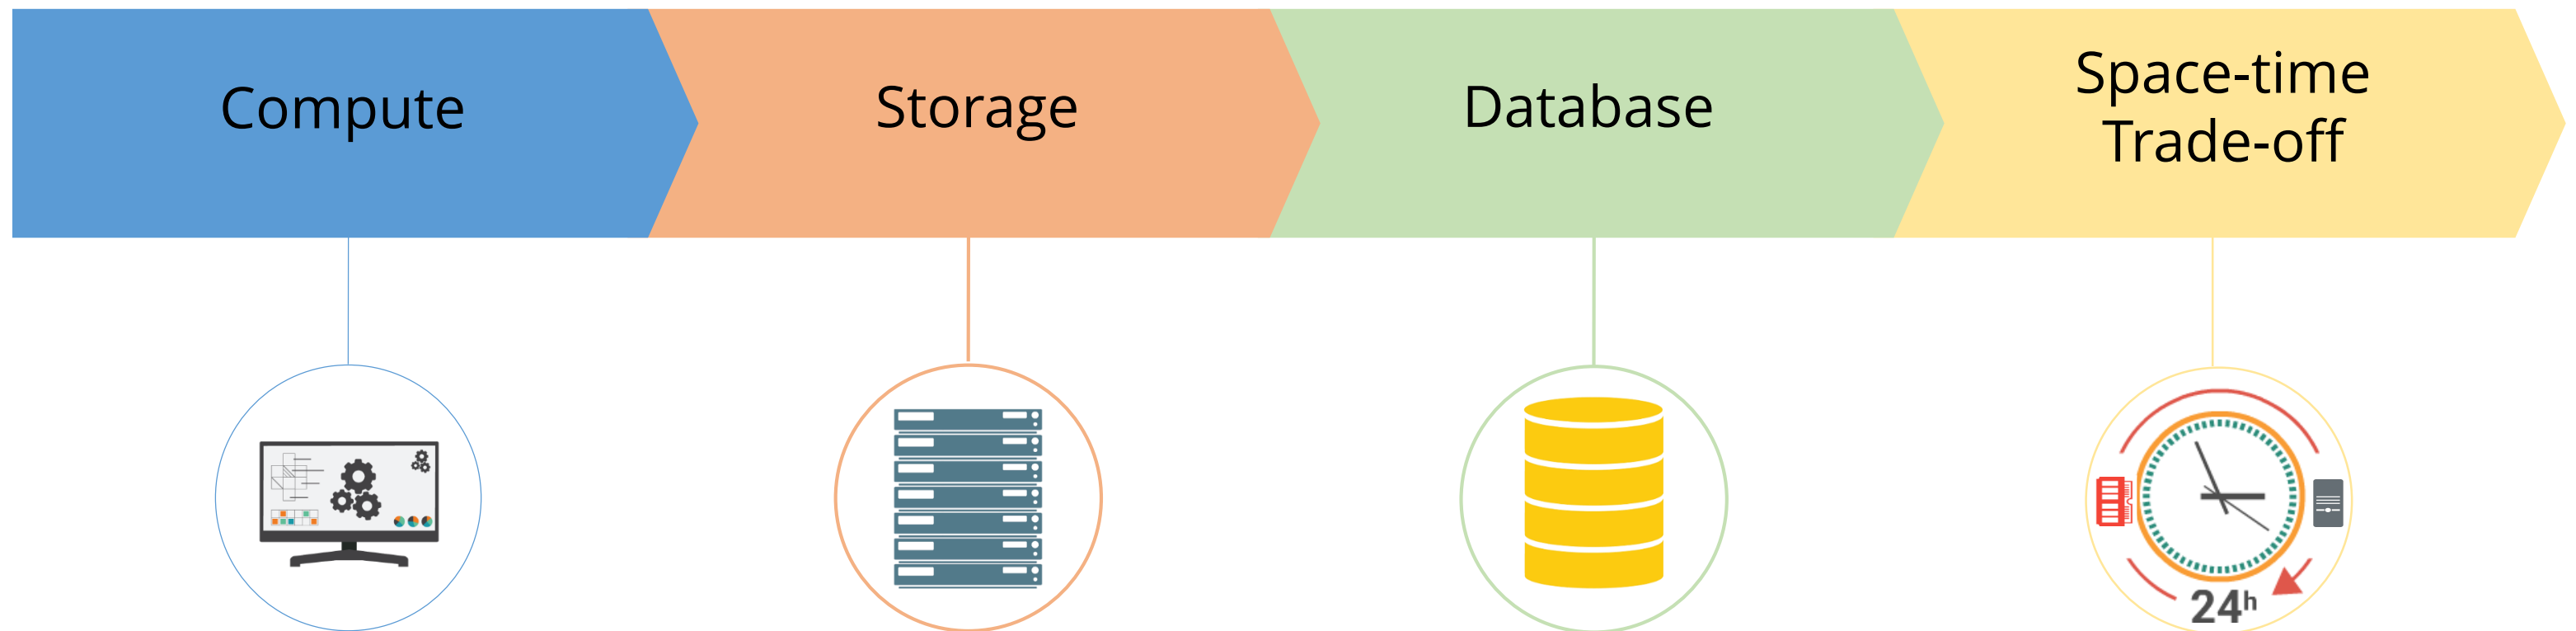 Compute
Storage
Database
Space-time
Trade-off
24h